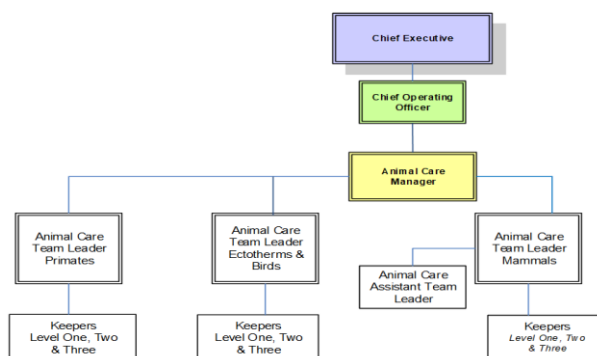 Chief Executive
Chief Operating
Officer
Animal Care
Manager
Animal Care
Team Leader
Primates
Animal Care
Team Leader
Ectotherms &
Birds
Animal Care
Team Leader
Mammals
Animal Care
Assistant Team
Leader
Keepers
Level One, Two
& Three
Keepers
Level One, Two
& Three
Keepers
Level One, Two
& Three